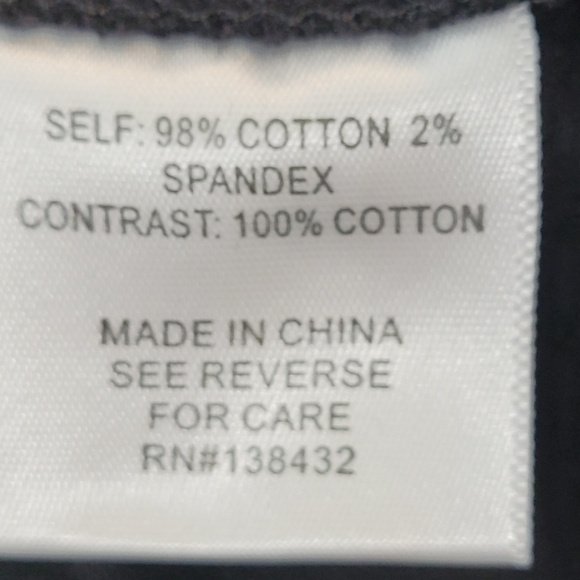 SELF: 98% COTTON 2%
SPANDEX
CONTRAST: 100% COTTON
MADE IN CHINA
SEE REVERSE
FOR CARE
RN#138432